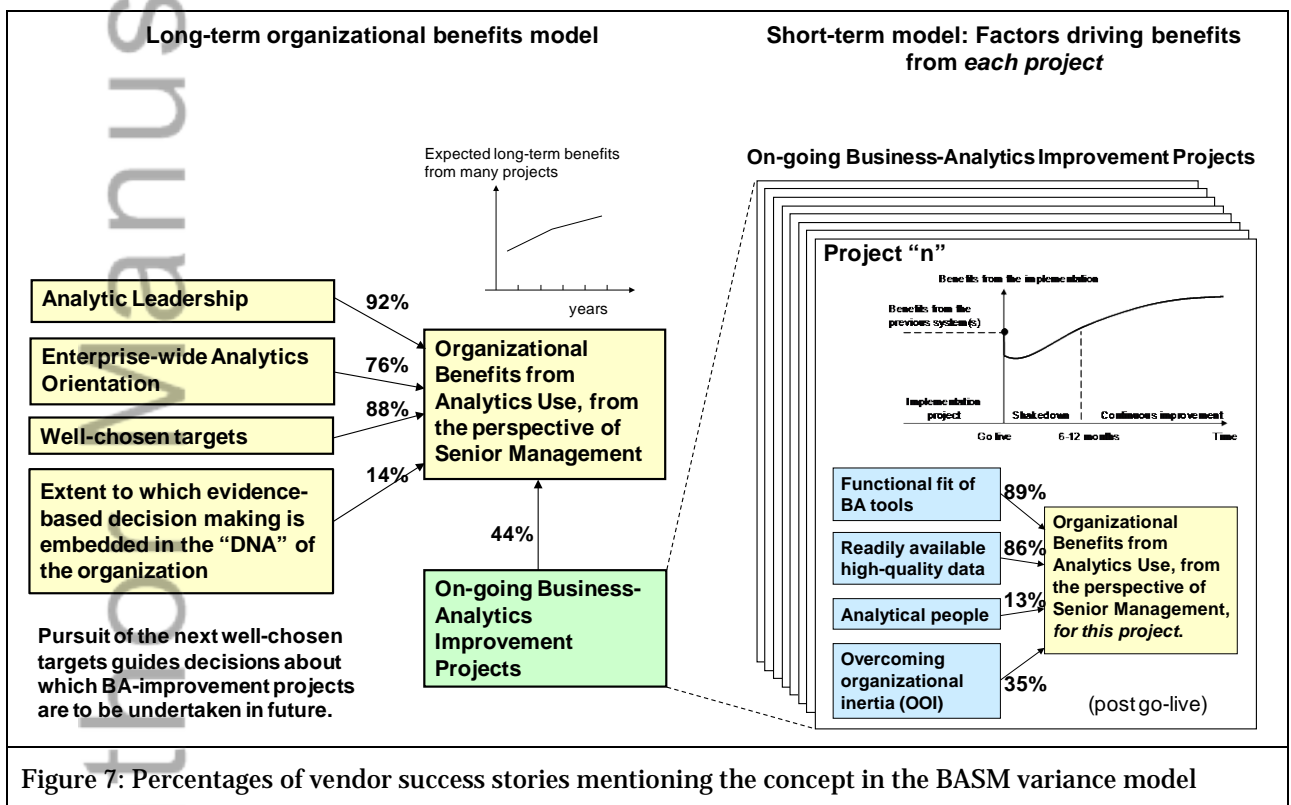 thor Manus
Long-term organizational benefits model
Short-term model: Factors driving benefits
from each project
Expected long-term benefits
from many projects
years
Analytic Leadership
92%
Enterprise-wide Analytics
Orientation
76%
Well-chosen targets
88%
Extent to which evidence-
based decision making is
embedded in the “DNA” of
the organization
14%
Organizational
Benefits from
Analytics Use, from
the perspective of
Senior Management
44%
On-going Business-
Analytics
Improvement
Projects
Pursuit of the next well-chosen
targets guides decisions about
which BA-improvement projects
are to be undertaken in future.
On-going Business-Analytics Improvement Projects
Project “n”
Benefits from the implementation
Benefits from the
previous system(s)
Implementation
project
Shakedown
Continuous improvement
Go live
6-12 months
Time
Functional fit of
BA tools
89%
Readily available
high-quality data
86%
Analytical people
13%
Overcoming
organizational
inertia (OOI)
35%
Organizational
Benefits from
Analytics Use, from
the perspective of
Senior Management,
for this project.
(post go-live)
Figure 7: Percentages of vendor success stories mentioning the concept in the BASM variance model